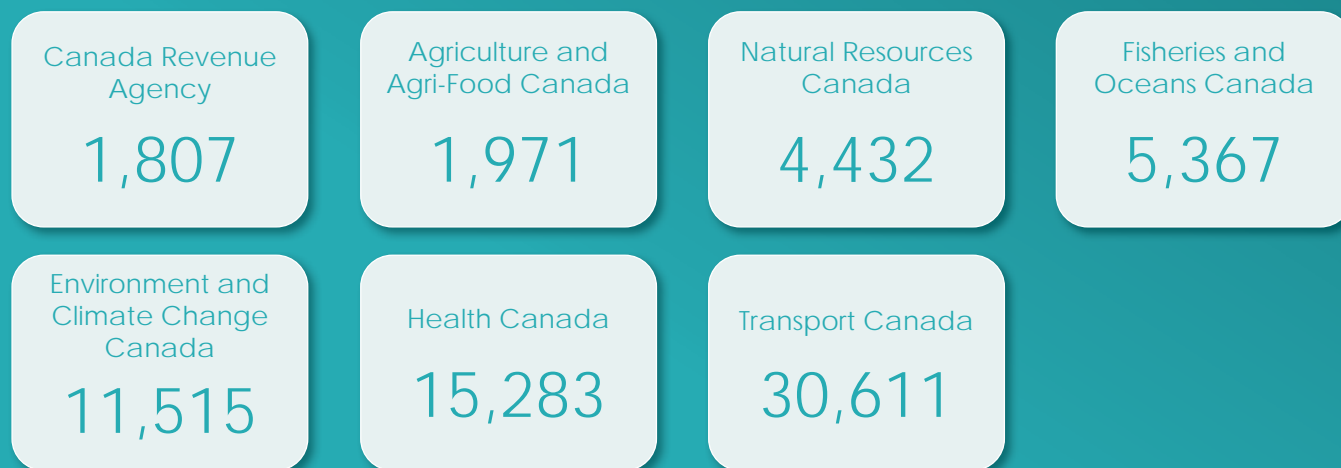 Canada Revenue
Agency
1,807
Agriculture and
Agri-Food Canada
1,971
Natural Resources
Canada
4,432
Fisheries and
Oceans Canada
5,367
Environment and
Climate Change
Canada
11,515
Health Canada
15,283
Transport Canada
30,611